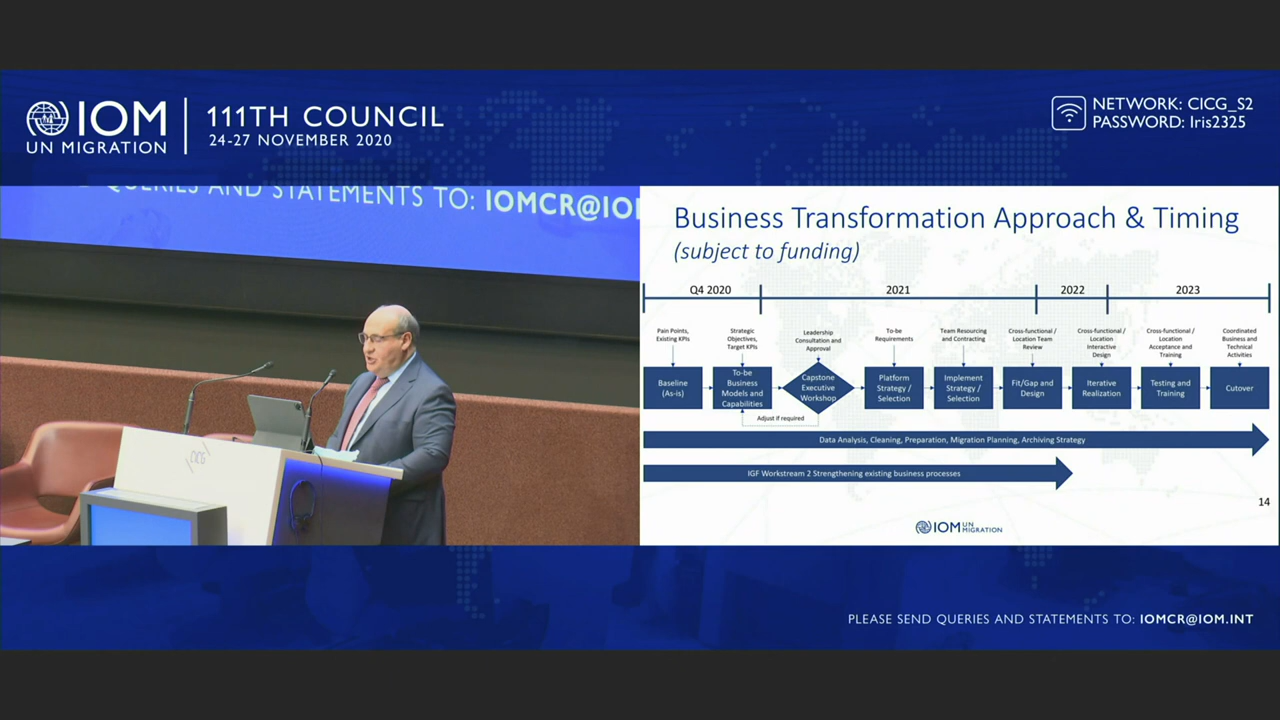 IOM
UN MIGRATION
111TH COUNCIL
24-27 NOVEMBER 2020
NETWORK: CICG_S2
PASSWORD: Iris2325
QUERIES AND STATEMENTS TO: IOMCR@IO
CICG
Business Transformation Approach & Timing
(subject to funding)
Q4 2020
2021
2022
2023
Pain Points,
Existing KPIs
Strategic
Objectives,
Target KPIs
Leadership
Consultation and
Approval
To-be
Requirements
Team Resourcing
and Contracting
Cross-functional /
Location Team
Review
Cross-functional /
Location
Interactive
Design
Cross-functional /
Location
Acceptance and
Training
Coordinated
Business and
Technical
Activities
Baseline
(As-is)
To-be
Business
Models and
Capabilities
Capstone
Executive
Workshop
Platform
Strategy /
Selection
Implement
Strategy /
Selection
Fit/Gap and
Design
Iterative
Realization
Testing and
Training
Cutover
Adjust if required
Data Analysis, Cleaning, Preparation, Migration Planning, Archiving Strategy
IGF Workstream 2 Strengthening existing business processes
14
IOM UN
MIGRATION
PLEASE SEND QUERIES AND STATEMENTS TO: IOMCR@IOM.INT